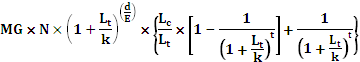 MG × N × (1 + L_t/k)^(d/E) × {L_c/L_t × [1 − 1/(1 + L_t/k)^t] + 1/(1 + L_t/k)^t}